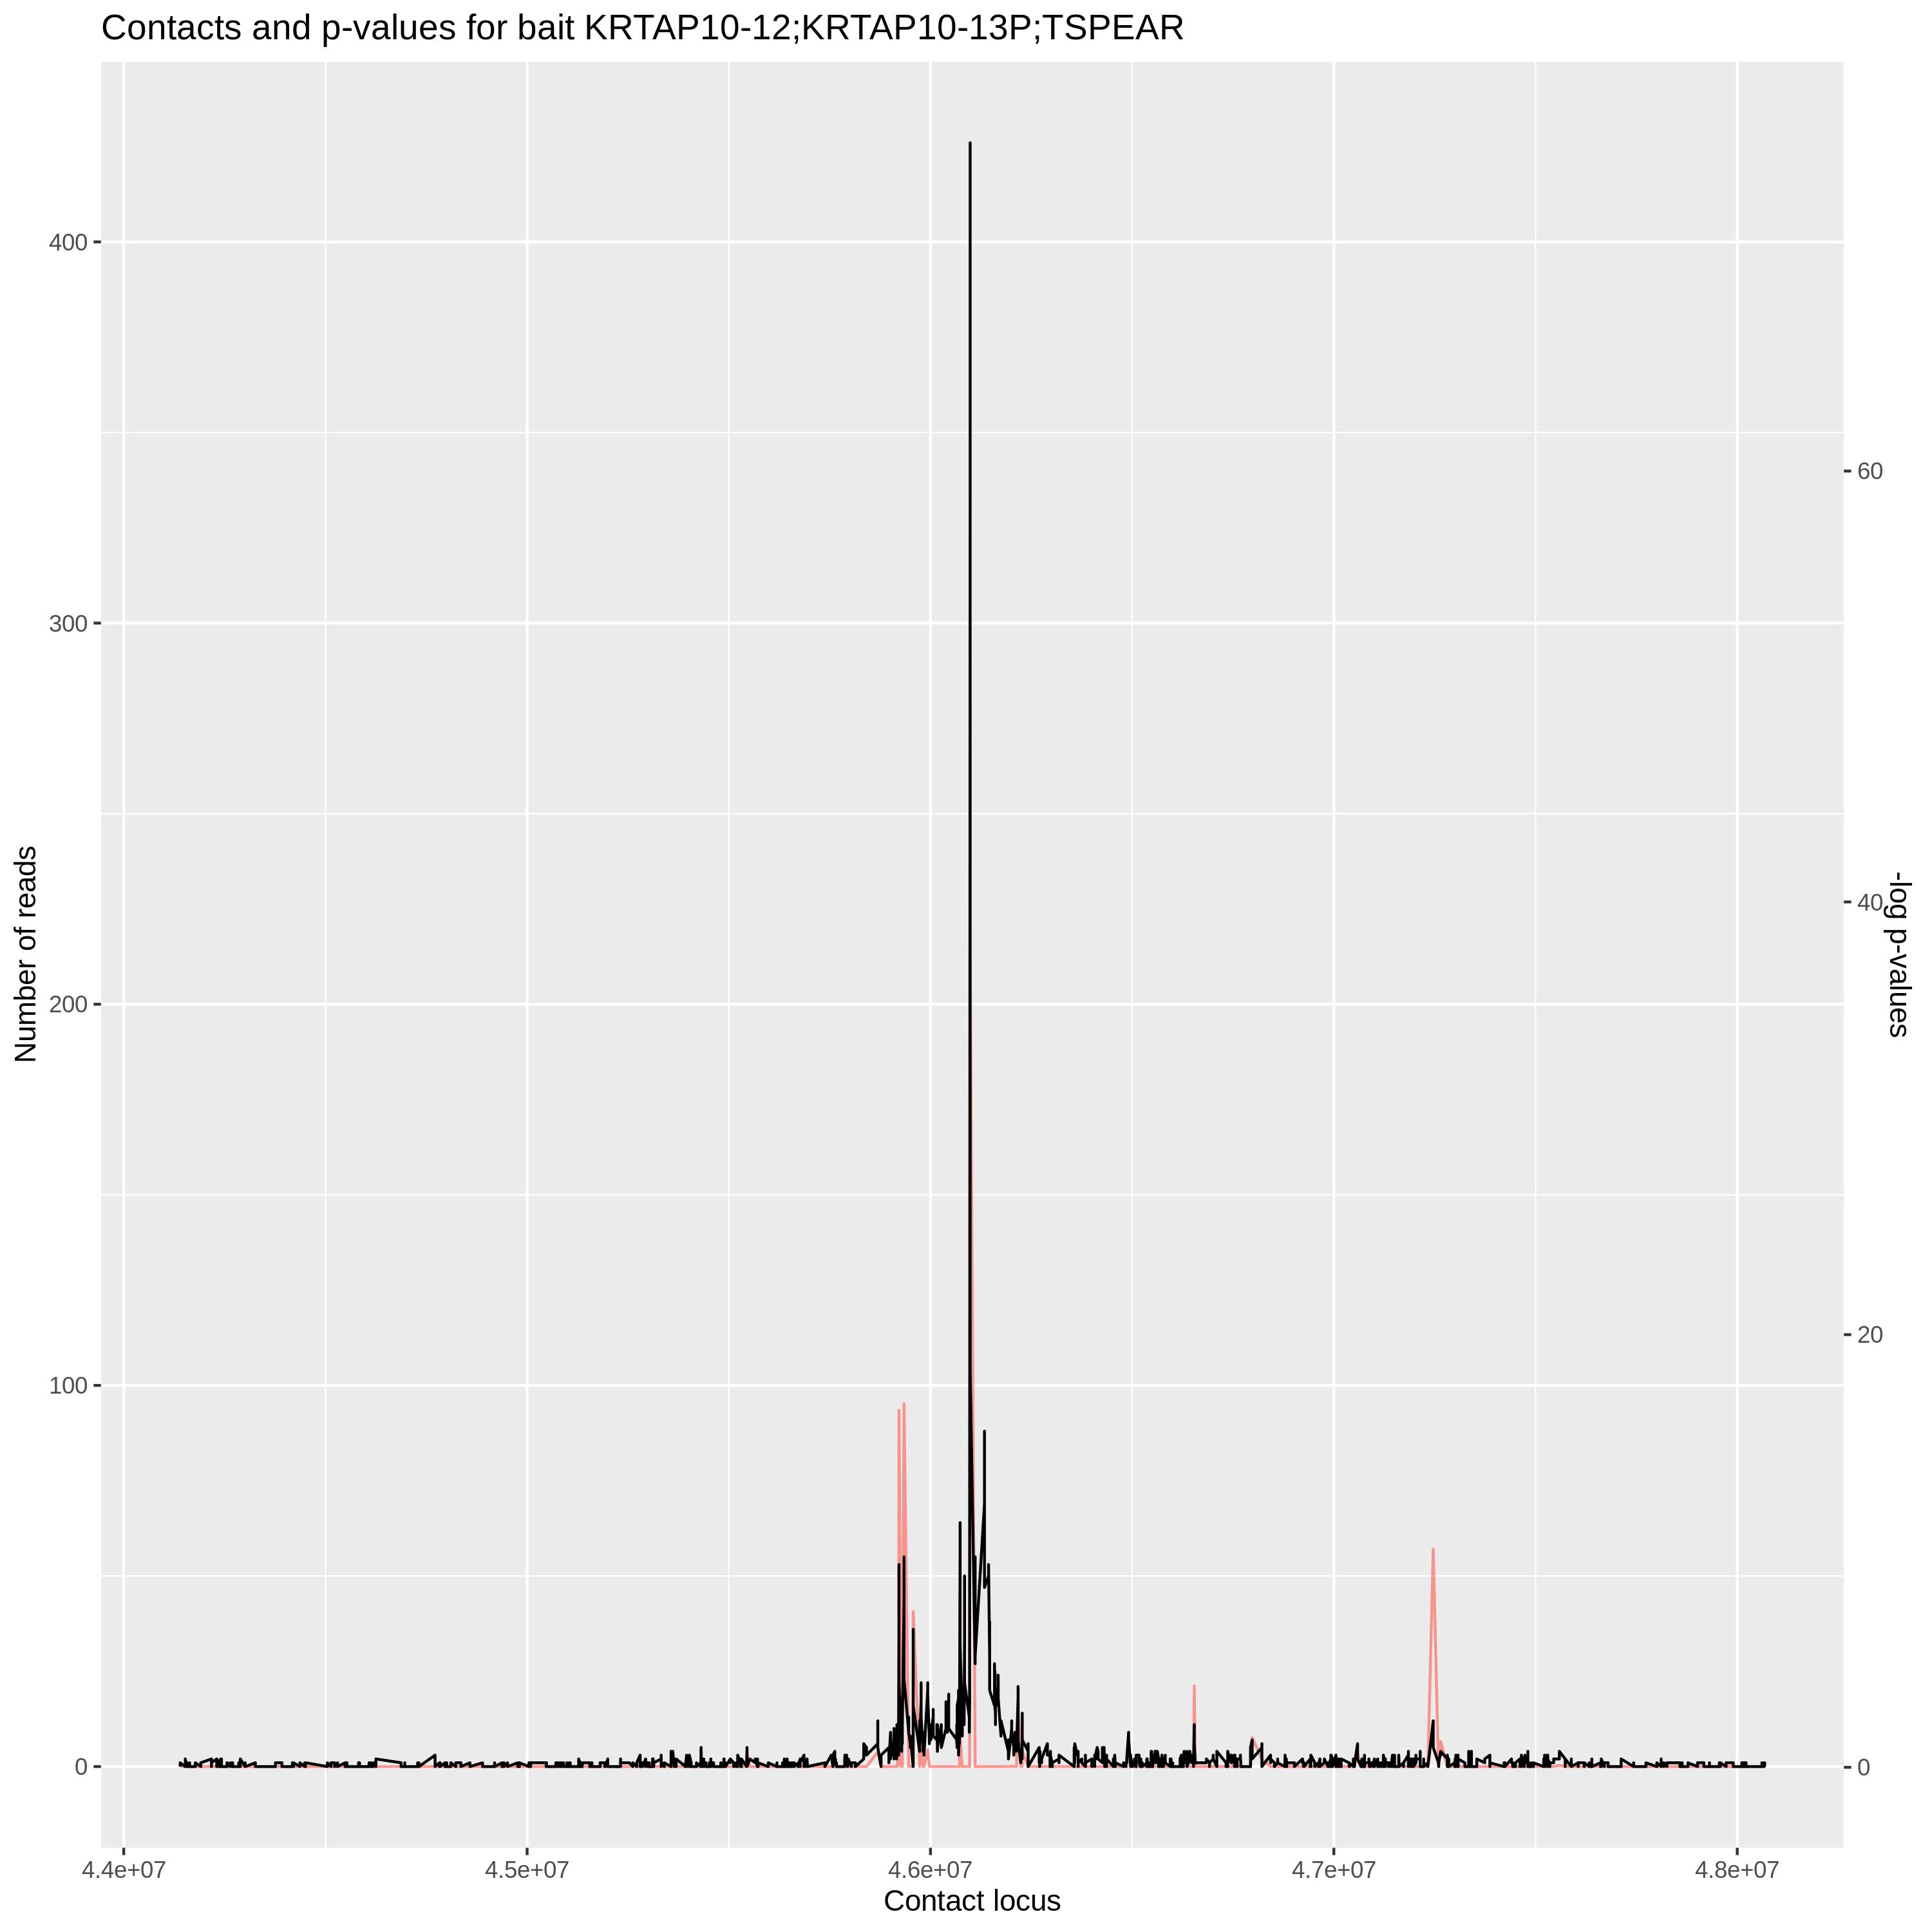 Contacts and p-values for bait KRTAP10-12;KRTAP10-13P;TSPEAR
400
300
200
100
0
Number of reads
60
40
20
0
-log p-values
4.4e+07
4.5e+07
4.6e+07
4.7e+07
4.8e+07
Contact locus